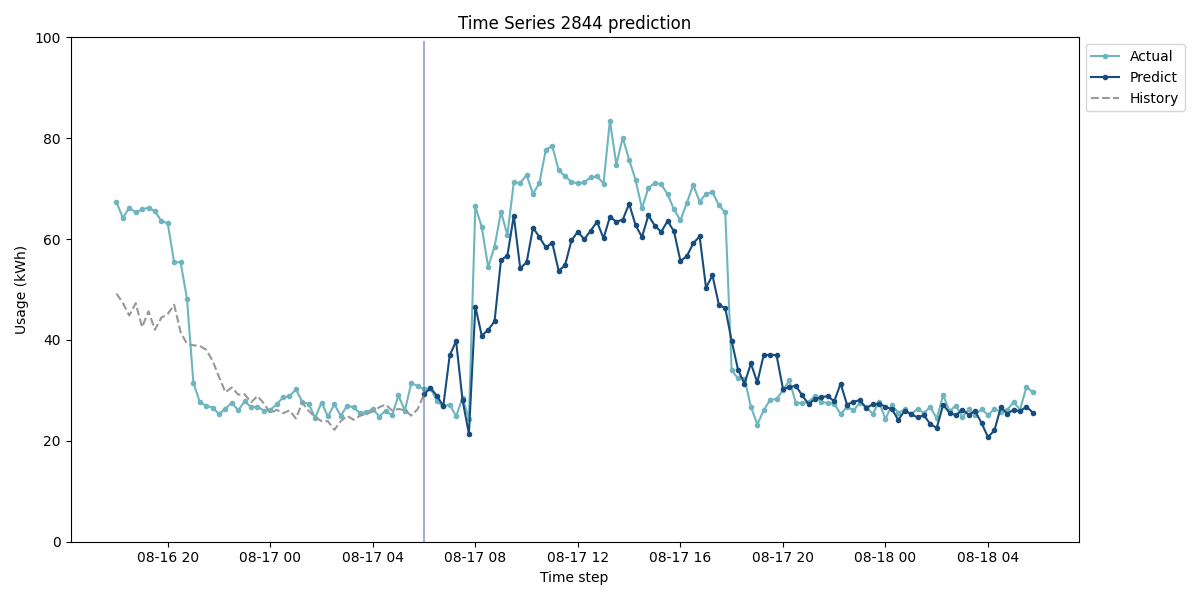 Time Series 2844 prediction
100
80
60
40
20
0
Usage (kWh)
08-16 20
08-17 00
08-17 04
08-17 08
08-17 12
08-17 16
08-17 20
08-18 00
08-18 04
Time step
Actual
Predict
History